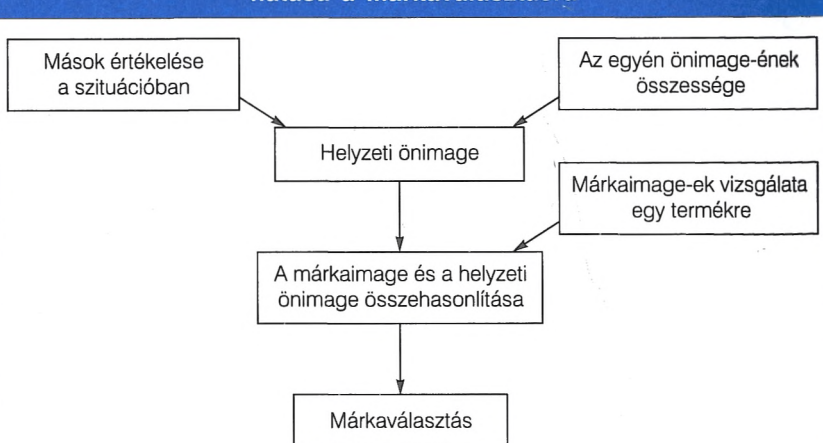 Mások értékelése
a szituációban
Az egyén önimage-ének
összessége
Helyzeti önimage
Márkaimage-ek vizsgálata
egy termékre
A márkaimage és a helyzeti
önimage összehasonlítása
Márkaválasztás